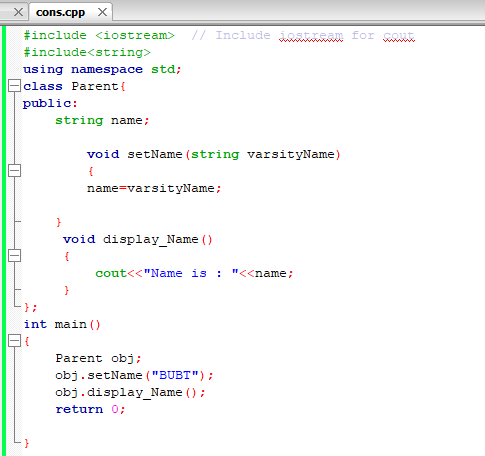 cons.cpp
#include <iostream>  // Include iostream for cout
#include<string>
using namespace std;
class Parent{
public:
    string name;

        void setName(string varsityName)
        {
        name=varsityName;

    }
     void display_Name()
     {
         cout<<"Name is : "<<name;
     }
};
int main()
{
    Parent obj;
    obj.setName("BUBT");
    obj.display_Name();
    return 0;

}